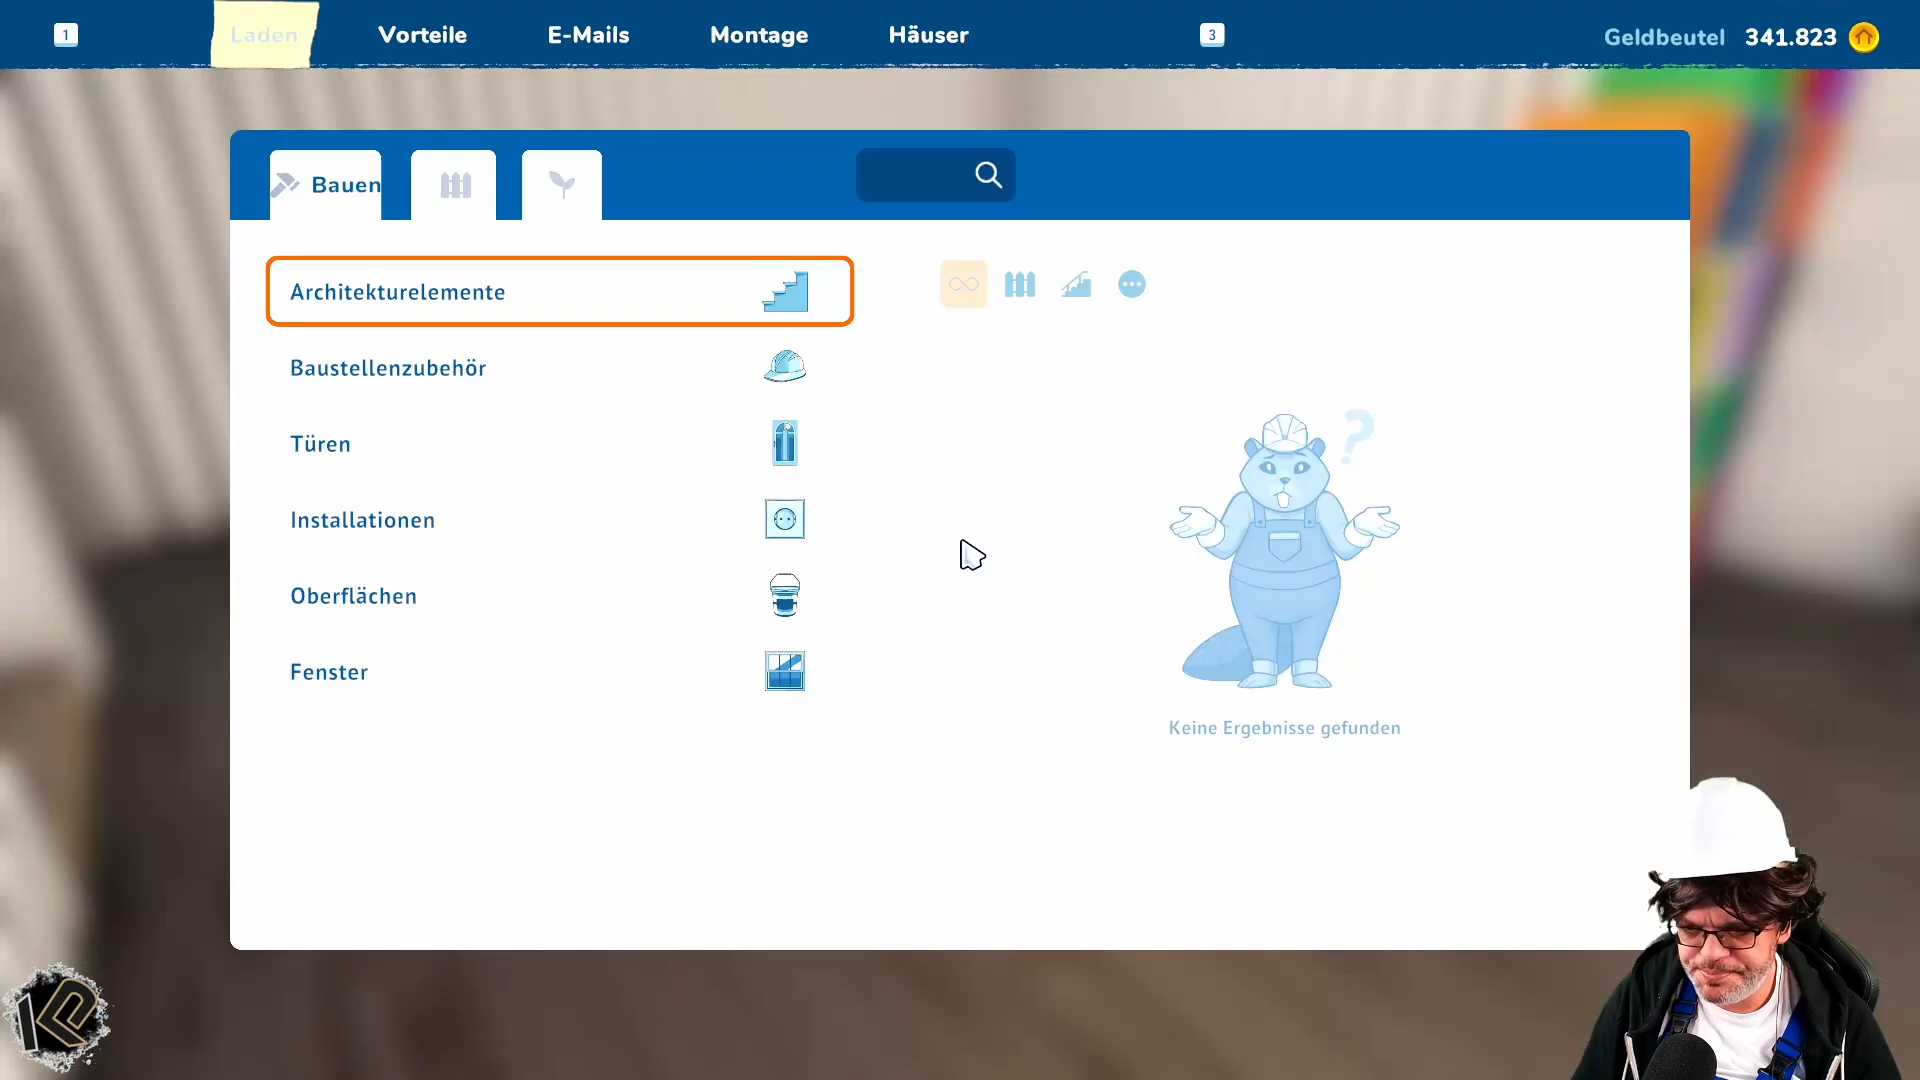 1
Laden
Vorteile
E-Mails
Montage
Häuser
3
Geldbeutel 341.823
Bauen
Architekturelemente
Baustellenzubehör
Türen
Installationen
Oberflächen
Fenster
?
Keine Ergebnisse gefunden